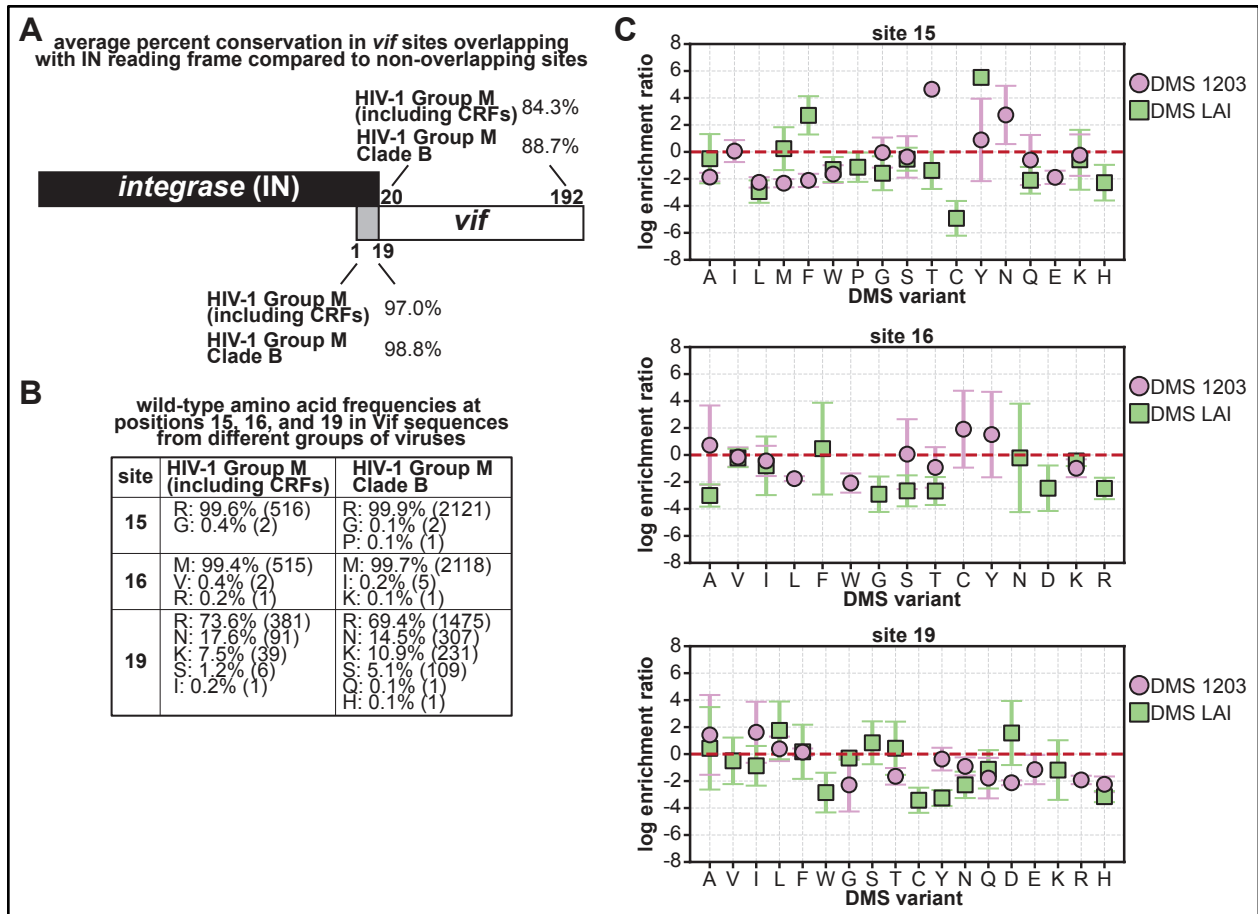 A
average percent conservation in vif sites overlapping
with IN reading frame compared to non-overlapping sites
HIV-1 Group M
(including CRFs)
84.3%
HIV-1 Group M
Clade B
88.7%
integrase (IN)
20
192
vif
1
19
HIV-1 Group M
(including CRFs)
97.0%
HIV-1 Group M
Clade B
98.8%
B
wild-type amino acid frequencies at
positions 15, 16, and 19 in Vif sequences
from different groups of viruses
site
HIV-1 Group M
(including CRFs)
HIV-1 Group M
Clade B
15
R: 99.6% (516)
G: 0.4% (2)
R: 99.9% (2121)
G: 0.1% (2)
P: 0.1% (1)
16
M: 99.4% (515)
V: 0.4% (2)
R: 0.2% (1)
M: 99.7% (2118)
I: 0.2% (5)
K: 0.1% (1)
19
R: 73.6% (381)
N: 17.6% (91)
K: 7.5% (39)
S: 1.2% (6)
I: 0.2% (1)
R: 69.4% (1475)
N: 14.5% (307)
K: 10.9% (231)
S: 5.1% (109)
Q: 0.1% (1)
H: 0.1% (1)
C
site 15
log enrichment ratio
8
6
4
2
0
-2
-4
-6
-8
A I L M F W P G S T C Y N Q E K H
DMS variant
DMS 1203
DMS LAI
site 16
log enrichment ratio
8
6
4
2
0
-2
-4
-6
-8
A V I L F W G S T C Y N D K R
DMS variant
DMS 1203
DMS LAI
site 19
log enrichment ratio
8
6
4
2
0
-2
-4
-6
-8
A V I L F W G S T C Y N Q D E K R H
DMS variant
DMS 1203
DMS LAI